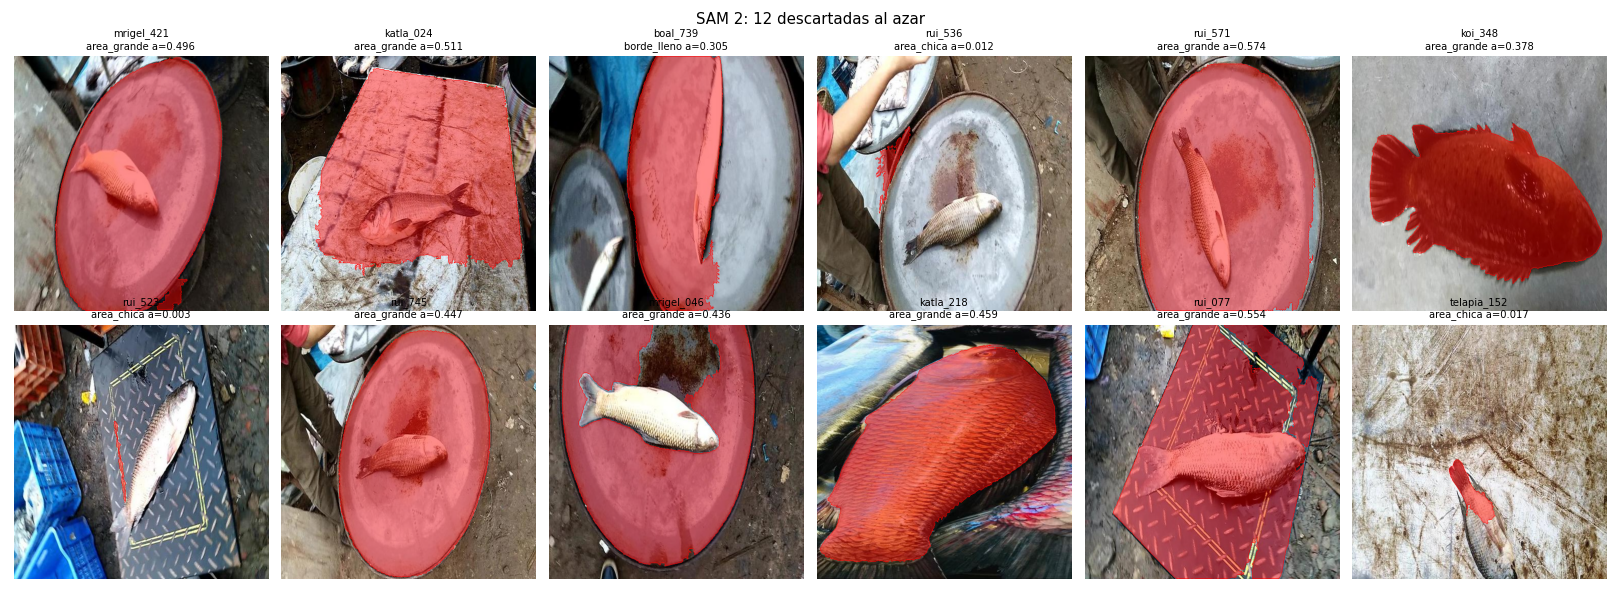 SAM 2: 12 descartadas al azar
mrigel_421
area_grande a=0.496
katla_024
area_grande a=0.511
boal_739
borde_lleno a=0.305
rui_536
area_chica a=0.012
rui_571
area_grande a=0.574
koi_348
area_grande a=0.378
area_chica a=0.003
rui_745
area_grande a=0.447
mrigel_046
area_grande a=0.436
katla_218
area_grande a=0.459
rui_077
area_grande a=0.554
telapia_152
area_chica a=0.017